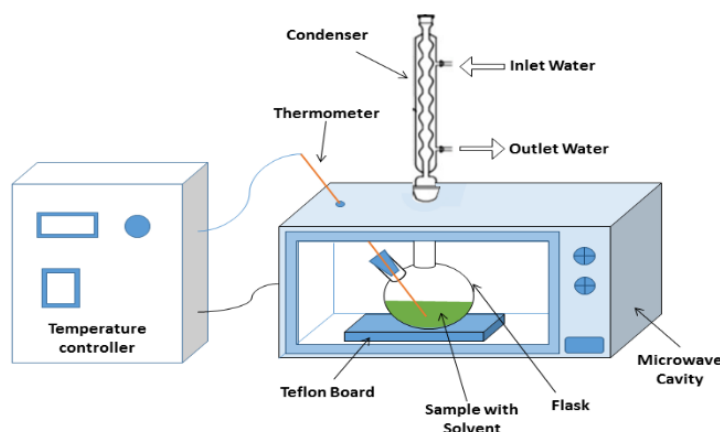 Condenser
Inlet Water
Thermometer
Outlet Water
Temperature
controller
Teflon Board
Sample with
Solvent
Flask
Microwave
Cavity